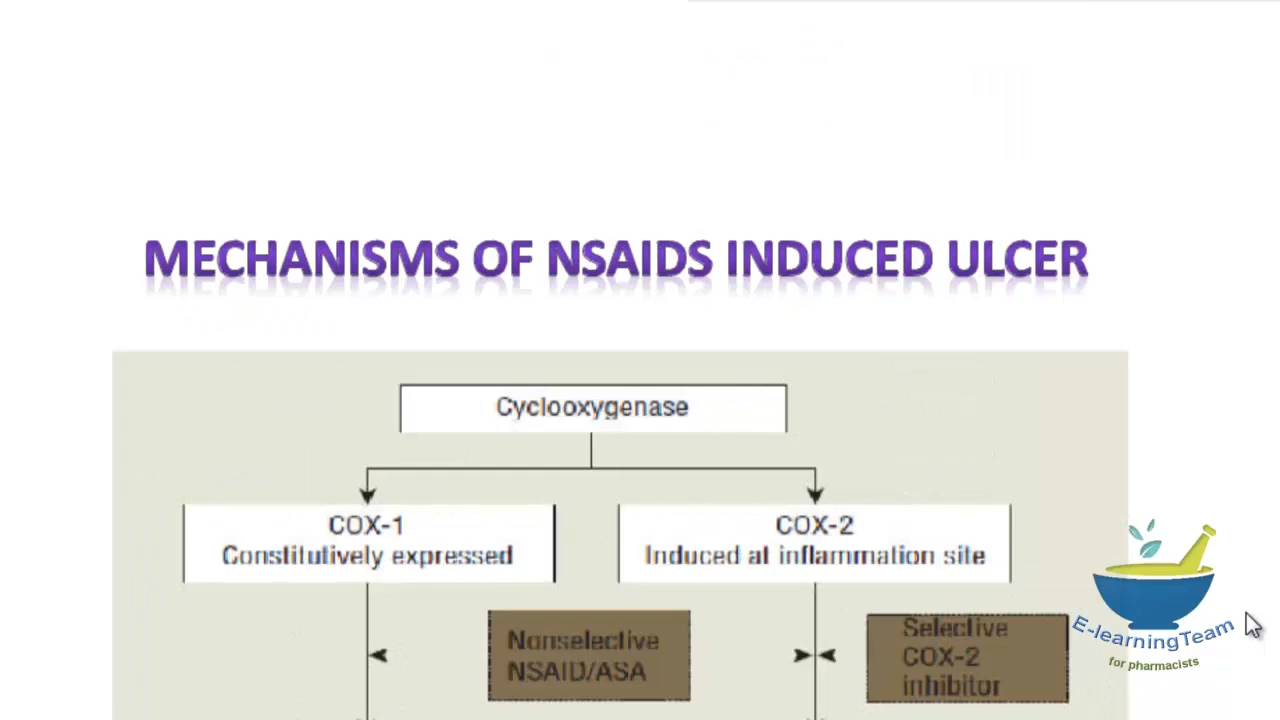 MECHANISMS OF NSAIDS INDUCED ULCER
Cyclooxygenase
COX-1
Constitutively expressed
COX-2
Induced at inflammation site
Nonselective
NSAID/ASA
Selective
COX-2
inhibitor
E-learningTeam
for pharmacists